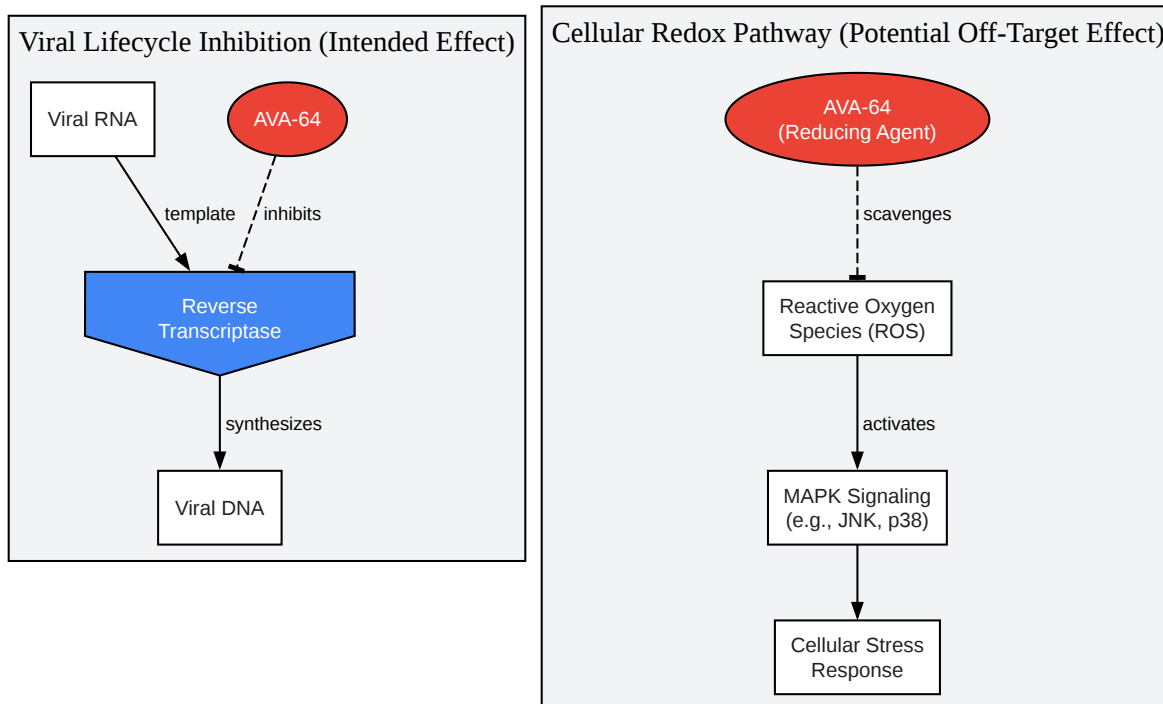 Viral Lifecycle Inhibition (Intended Effect)
Viral RNA
AVA-64
template
inhibits
Reverse
Transcriptase
synthesizes
Viral DNA
Cellular Redox Pathway (Potential Off-Target Effect)
AVA-64
(Reducing Agent)
scavenges
Reactive Oxygen
Species (ROS)
activates
MAPK Signaling
(e.g., JNK, p38)
Cellular Stress
Response